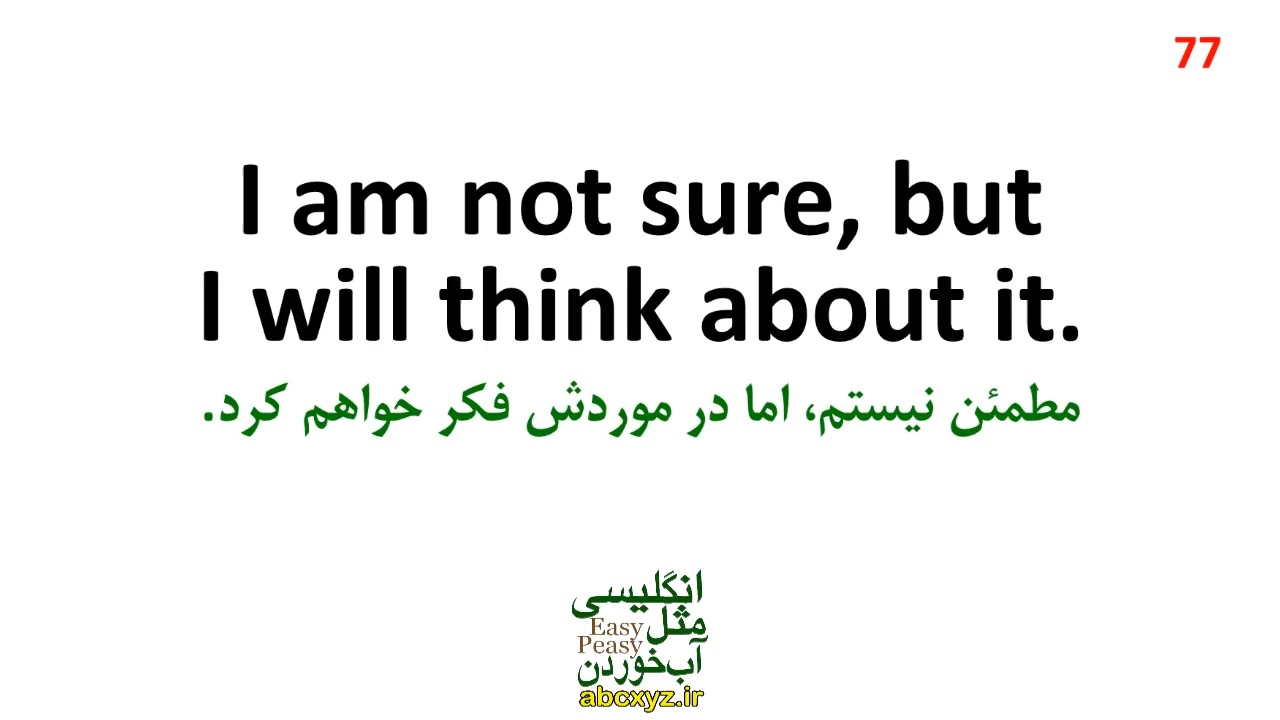 77
I am not sure, but
I will think about it.
مطمئن نیستم، اما در موردش فکر خواهم کرد.
انگلیسی
مثل
Easy
Peasy
آب‌خوردن
abcxyz.ir